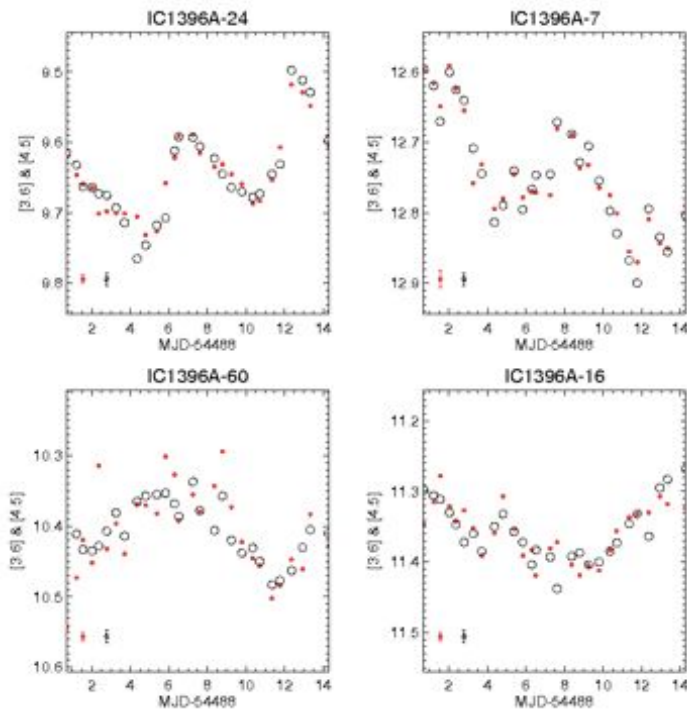 IC1396A-24
IC1396A-7
9.5
9.6
9.7
9.8
[3.6] & [4.5]
2 4 6 8 10 12 14
MJD-54488
12.6
12.7
12.8
12.9
[3.6] & [4.5]
2 4 6 8 10 12 14
MJD-54488
IC1396A-60
IC1396A-16
10.3
10.4
10.5
10.6
[3.6] & [4.5]
2 4 6 8 10 12 14
MJD-54488
11.2
11.3
11.4
11.5
[3.6] & [4.5]
2 4 6 8 10 12 14
MJD-54488